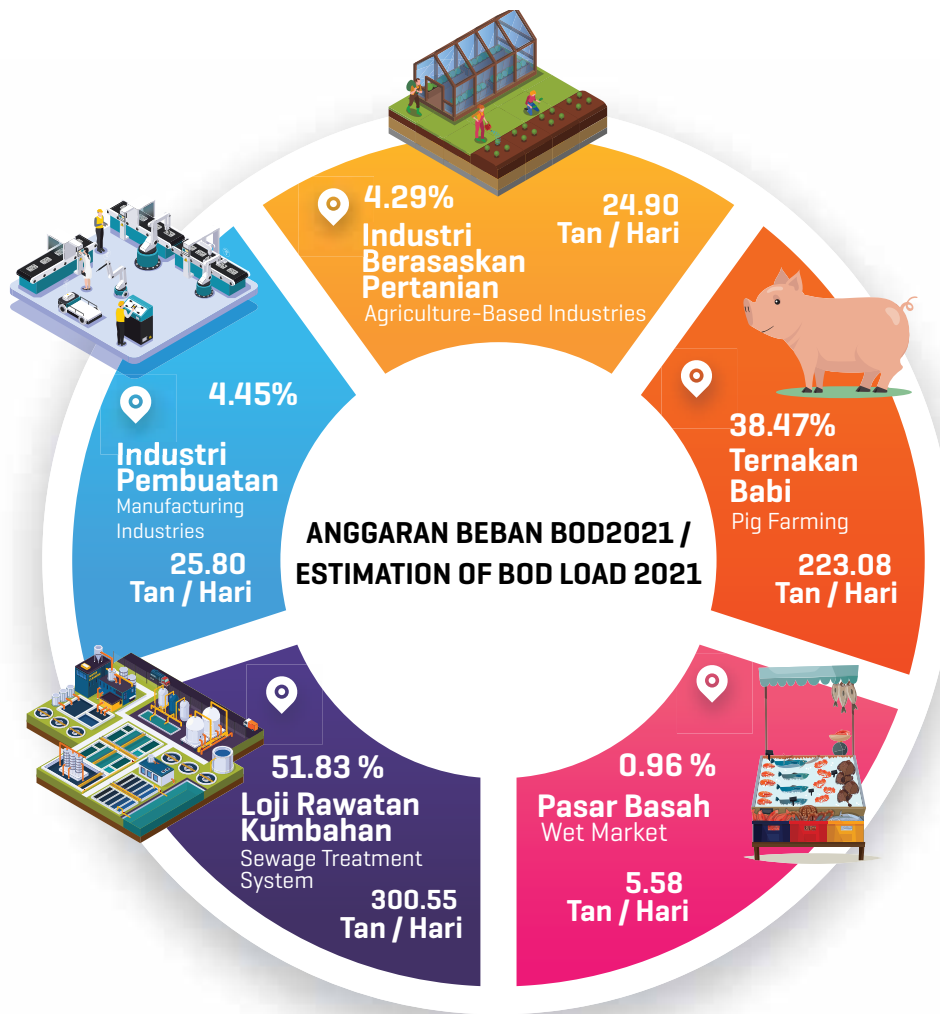 4.29%
Industri
Berasaskan
Pertanian
Agriculture-Based Industries
24.90
Tan / Hari
38.47%
Ternakan
Babi
Pig Farming
223.08
Tan / Hari
4.45%
Industri
Pembuatan
Manufacturing
Industries
25.80
Tan / Hari
ANGGARAN BEBAN BOD2021 /
ESTIMATION OF BOD LOAD 2021
51.83 %
Loji Rawatan
Kumbahan
Sewage Treatment
System
300.55
Tan / Hari
0.96 %
Pasar Basah
Wet Market
5.58
Tan / Hari